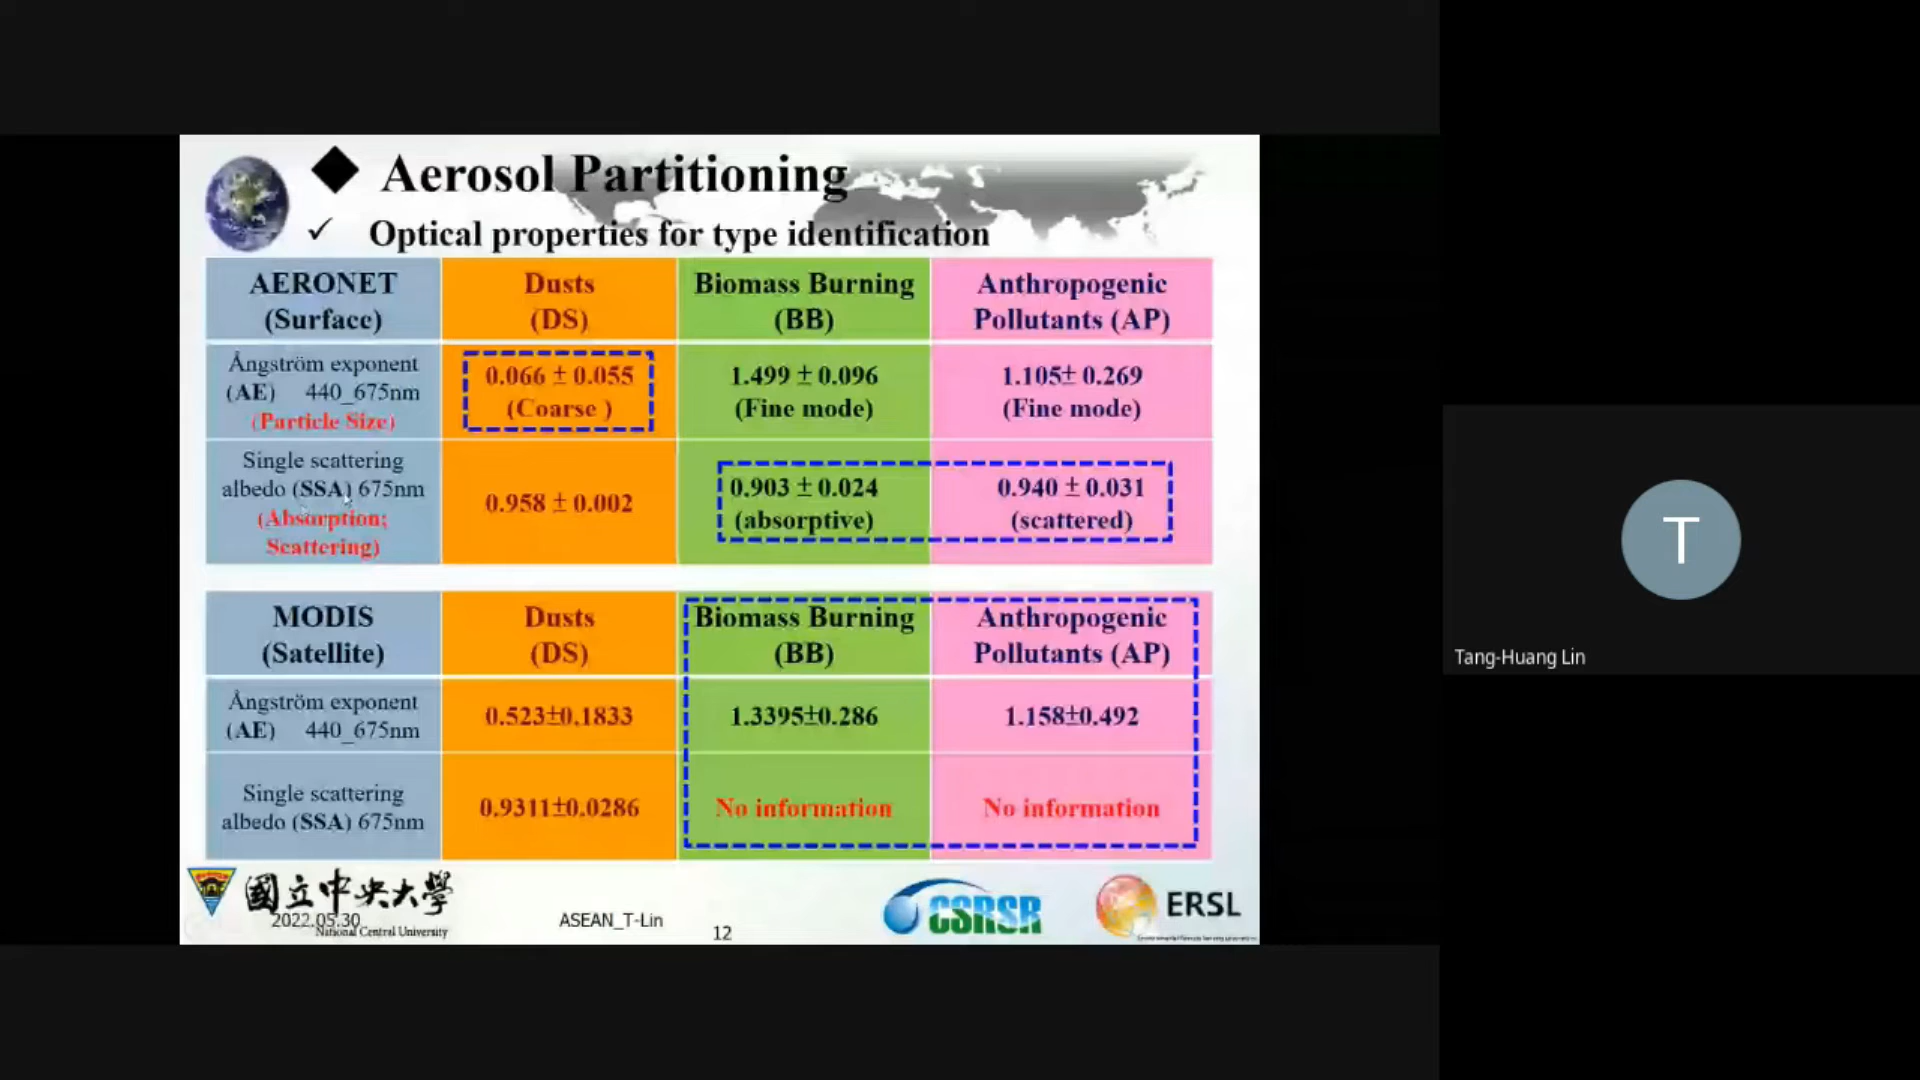 Aerosol Partitioning
✓ Optical properties for type identification
AERONET
(Surface)
Dusts
(DS)
Biomass Burning
(BB)
Anthropogenic
Pollutants (AP)
Ångström exponent
(AE) 440_675nm
(Particle Size)
0.066 ± 0.055
(Coarse )
1.499 ± 0.096
(Fine mode)
1.105± 0.269
(Fine mode)
Single scattering
albedo (SSA) 675nm
(Absorption;
Scattering)
0.958 ± 0.002
0.903 ± 0.024
(absorptive)
0.940 ± 0.031
(scattered)
MODIS
(Satellite)
Dusts
(DS)
Biomass Burning
(BB)
Anthropogenic
Pollutants (AP)
Ångström exponent
(AE) 440_675nm
0.523±0.1833
1.3395±0.286
1.158±0.492
Single scattering
albedo (SSA) 675nm
0.9311±0.0286
No information
No information
國立中央大學
National Central University
2022.05.30
ASEAN_T-Lin
12
CSRSR
ERSL
T
Tang-Huang Lin